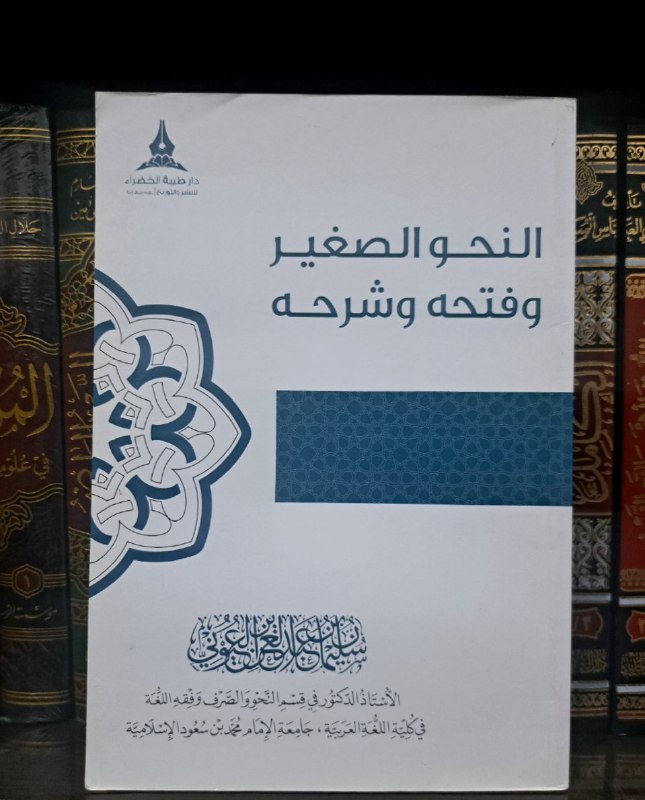 دار طيبة الخضراء
النحو الصغير
وفتحه وشرحه
سليمان بن عبد العزيز العيوني
الأستاذ الدكتور في قسم النحو والصرف وفقه اللغة
في كلية اللغة العربية، جامعة الإمام محمد بن سعود الإسلامية